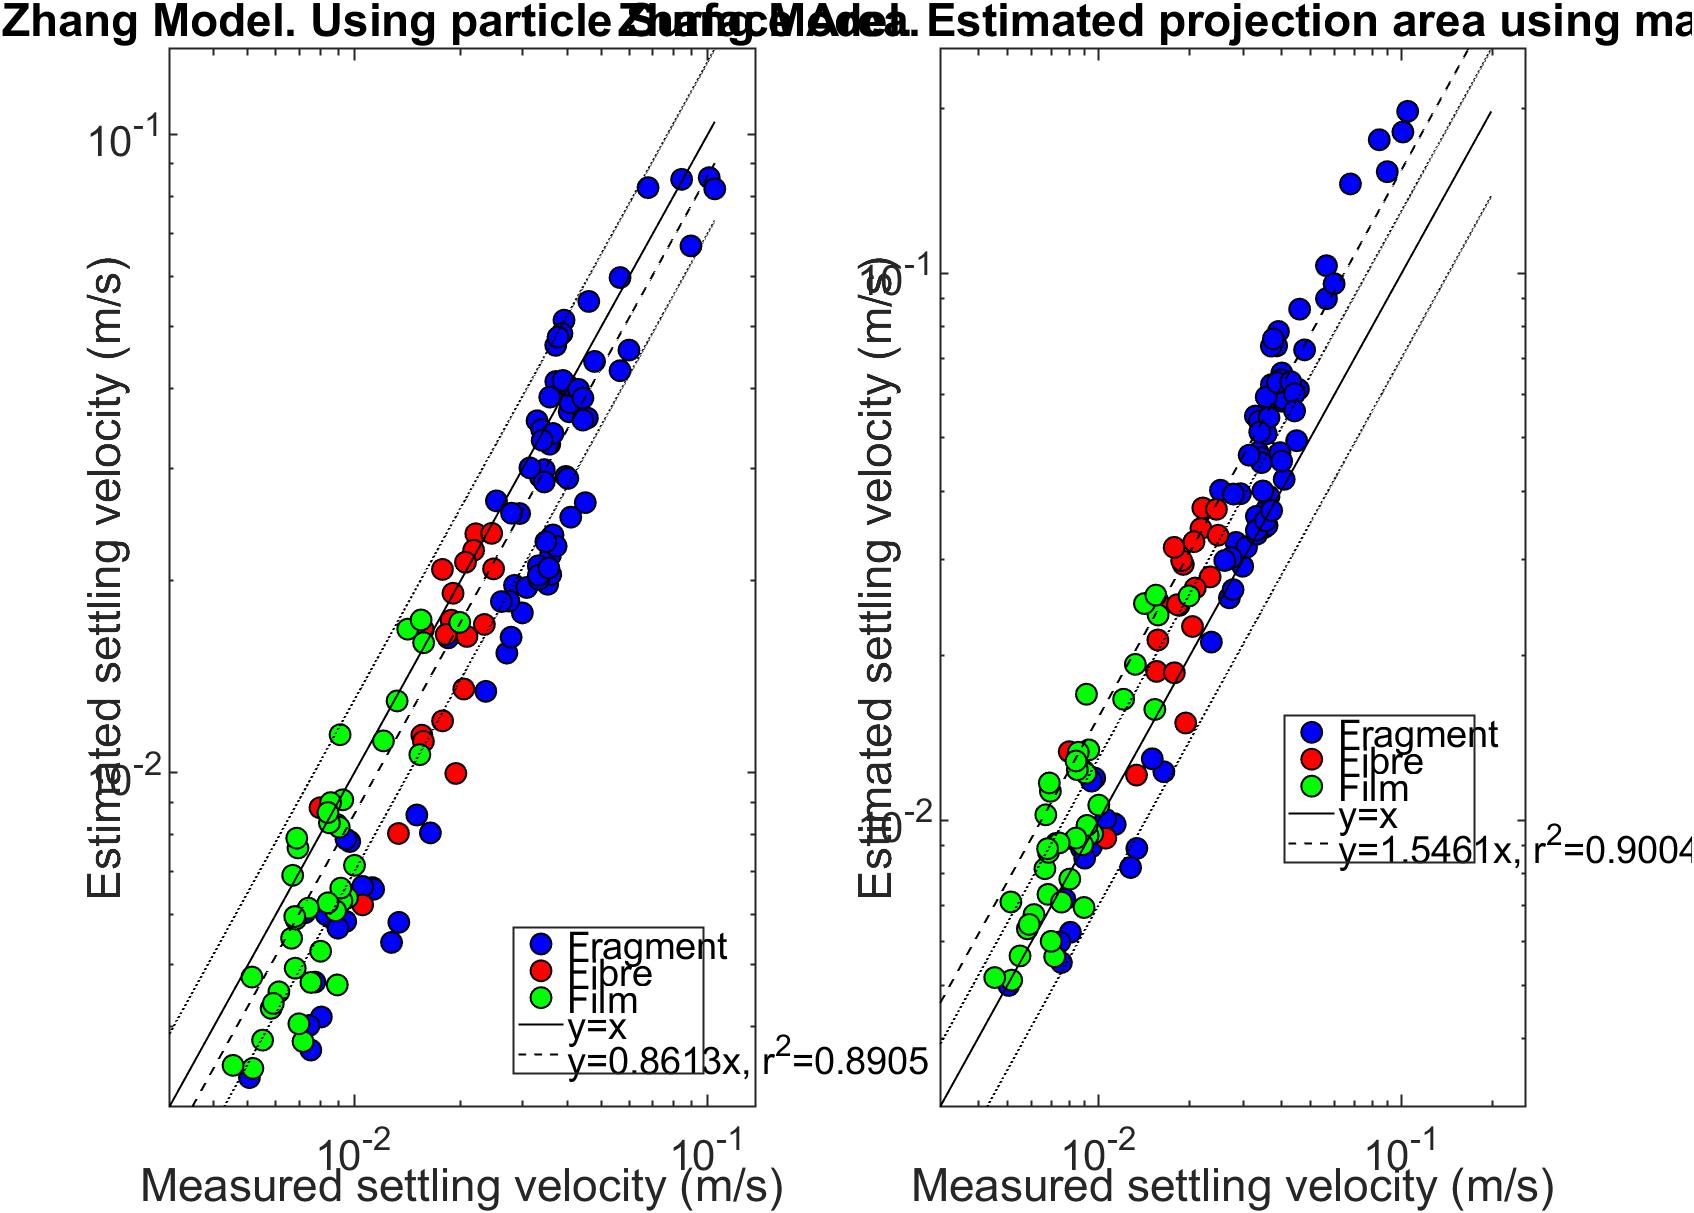 Zhang Model. Using particle Surface Area.
Zhang Model. Estimated projection area using ma
10-1
10-2
Estimated settling velocity (m/s)
Fragment
Fibre
Film
y=x
y=0.8613x, r2=0.8905
10-2
10-1
Measured settling velocity (m/s)
10-1
10-2
Estimated settling velocity (m/s)
Fragment
Fibre
Film
y=x
y=1.5461x, r2=0.9004
10-2
10-1
Measured settling velocity (m/s)